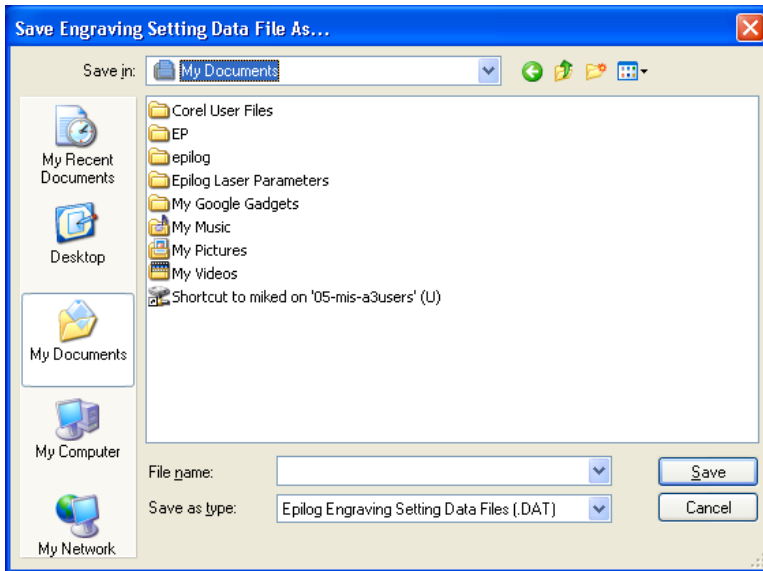 Save Engraving Setting Data File As...
Save in: My Documents
My Recent
Documents
Desktop
My Documents
My Computer
My Network
Corel User Files
EP
epilog
Epilog Laser Parameters
My Google Gadgets
My Music
My Pictures
My Videos
Shortcut to miked on '05-mis-a3users' (U)
File name:
Save
Save as type: Epilog Engraving Setting Data Files (.DAT)
Cancel